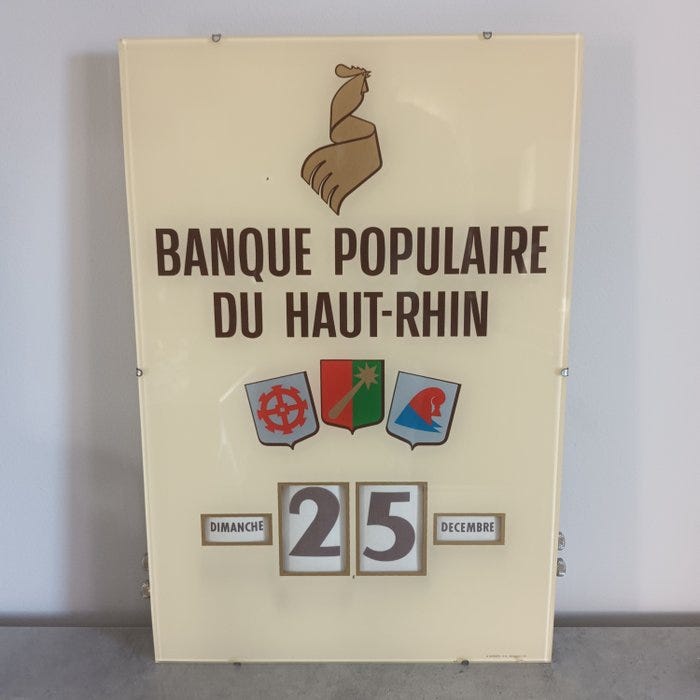 BANQUE POPULAIRE
DU HAUT-RHIN
DIMANCHE 25 DECEMBRE